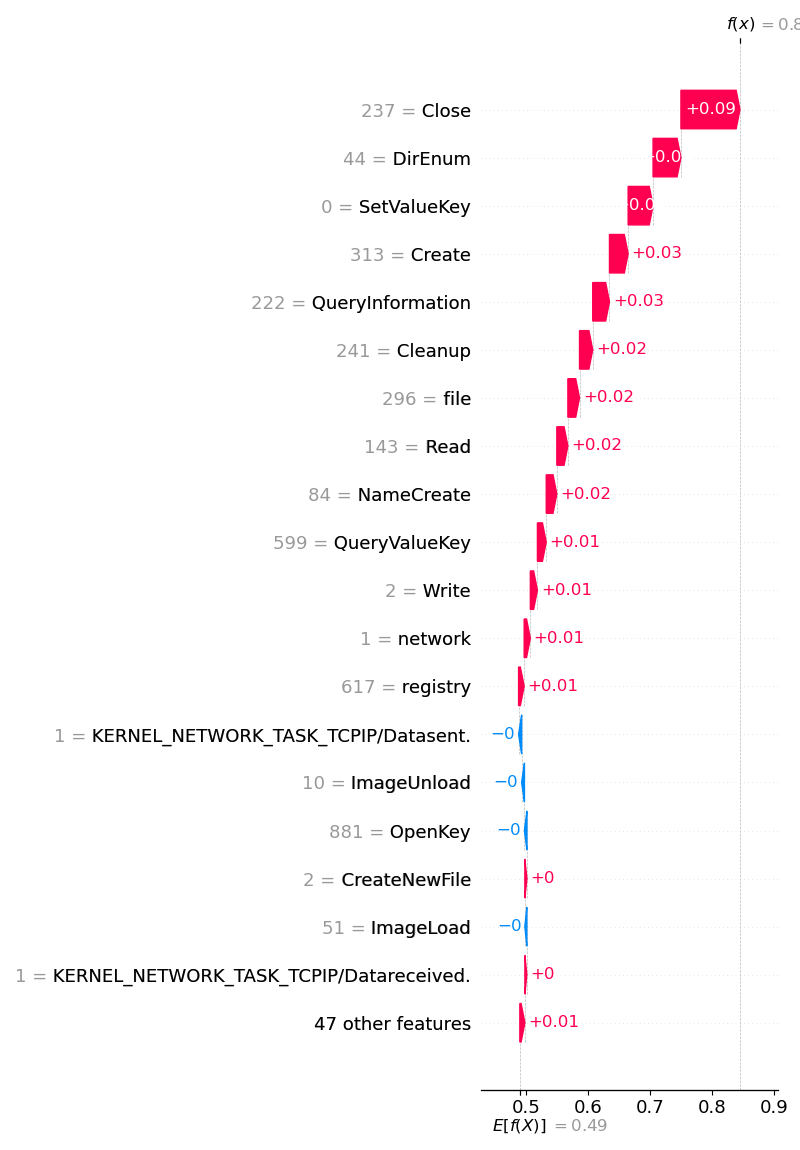 f(x) = 0.8
237 = Close
+0.09
44 = DirEnum
0.0
0 = SetValueKey
0.0
313 = Create
+0.03
222 = QueryInformation
+0.03
241 = Cleanup
+0.02
296 = file
+0.02
143 = Read
+0.02
84 = NameCreate
+0.02
599 = QueryValueKey
+0.01
2 = Write
+0.01
1 = network
+0.01
617 = registry
+0.01
1 = KERNEL_NETWORK_TASK_TCPIP/Datasent.
−0
10 = ImageUnload
−0
881 = OpenKey
−0
2 = CreateNewFile
+0
51 = ImageLoad
−0
1 = KERNEL_NETWORK_TASK_TCPIP/Datareceived.
+0
47 other features
+0.01
0.5 0.6 0.7 0.8 0.9
E[f(X)] = 0.49